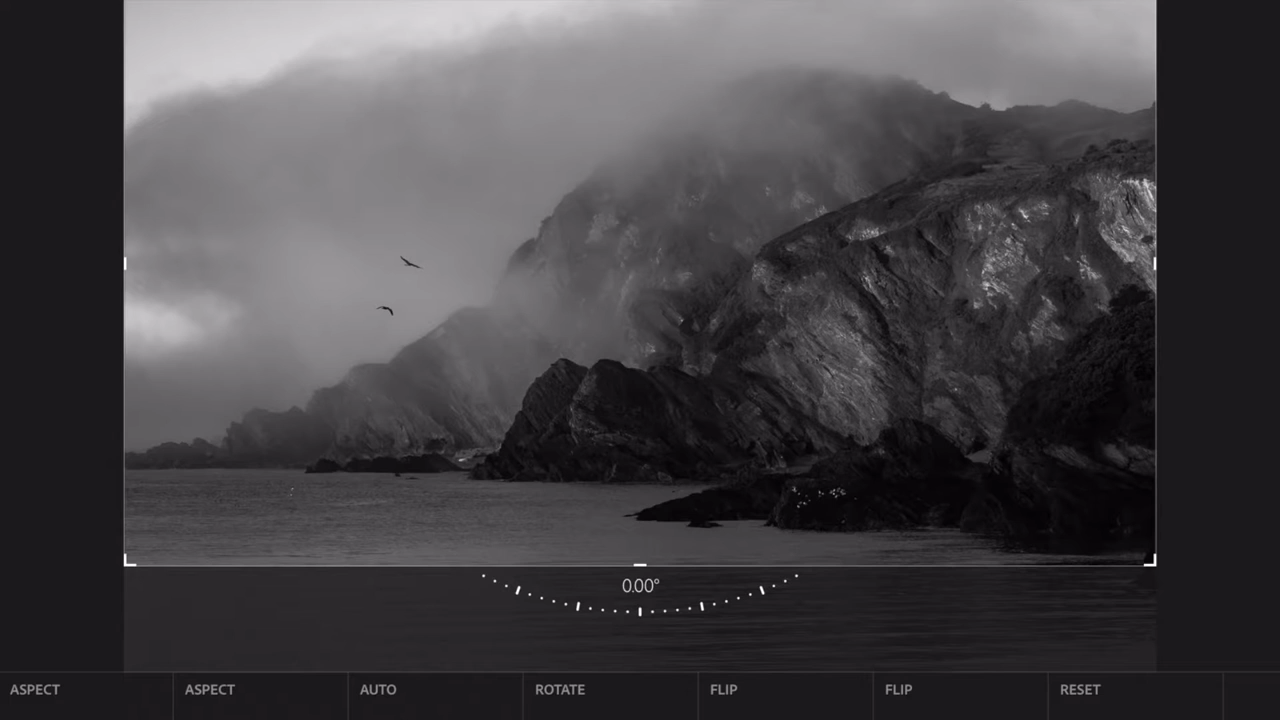 0.00°
ASPECT
ASPECT
AUTO
ROTATE
FLIP
FLIP
RESET